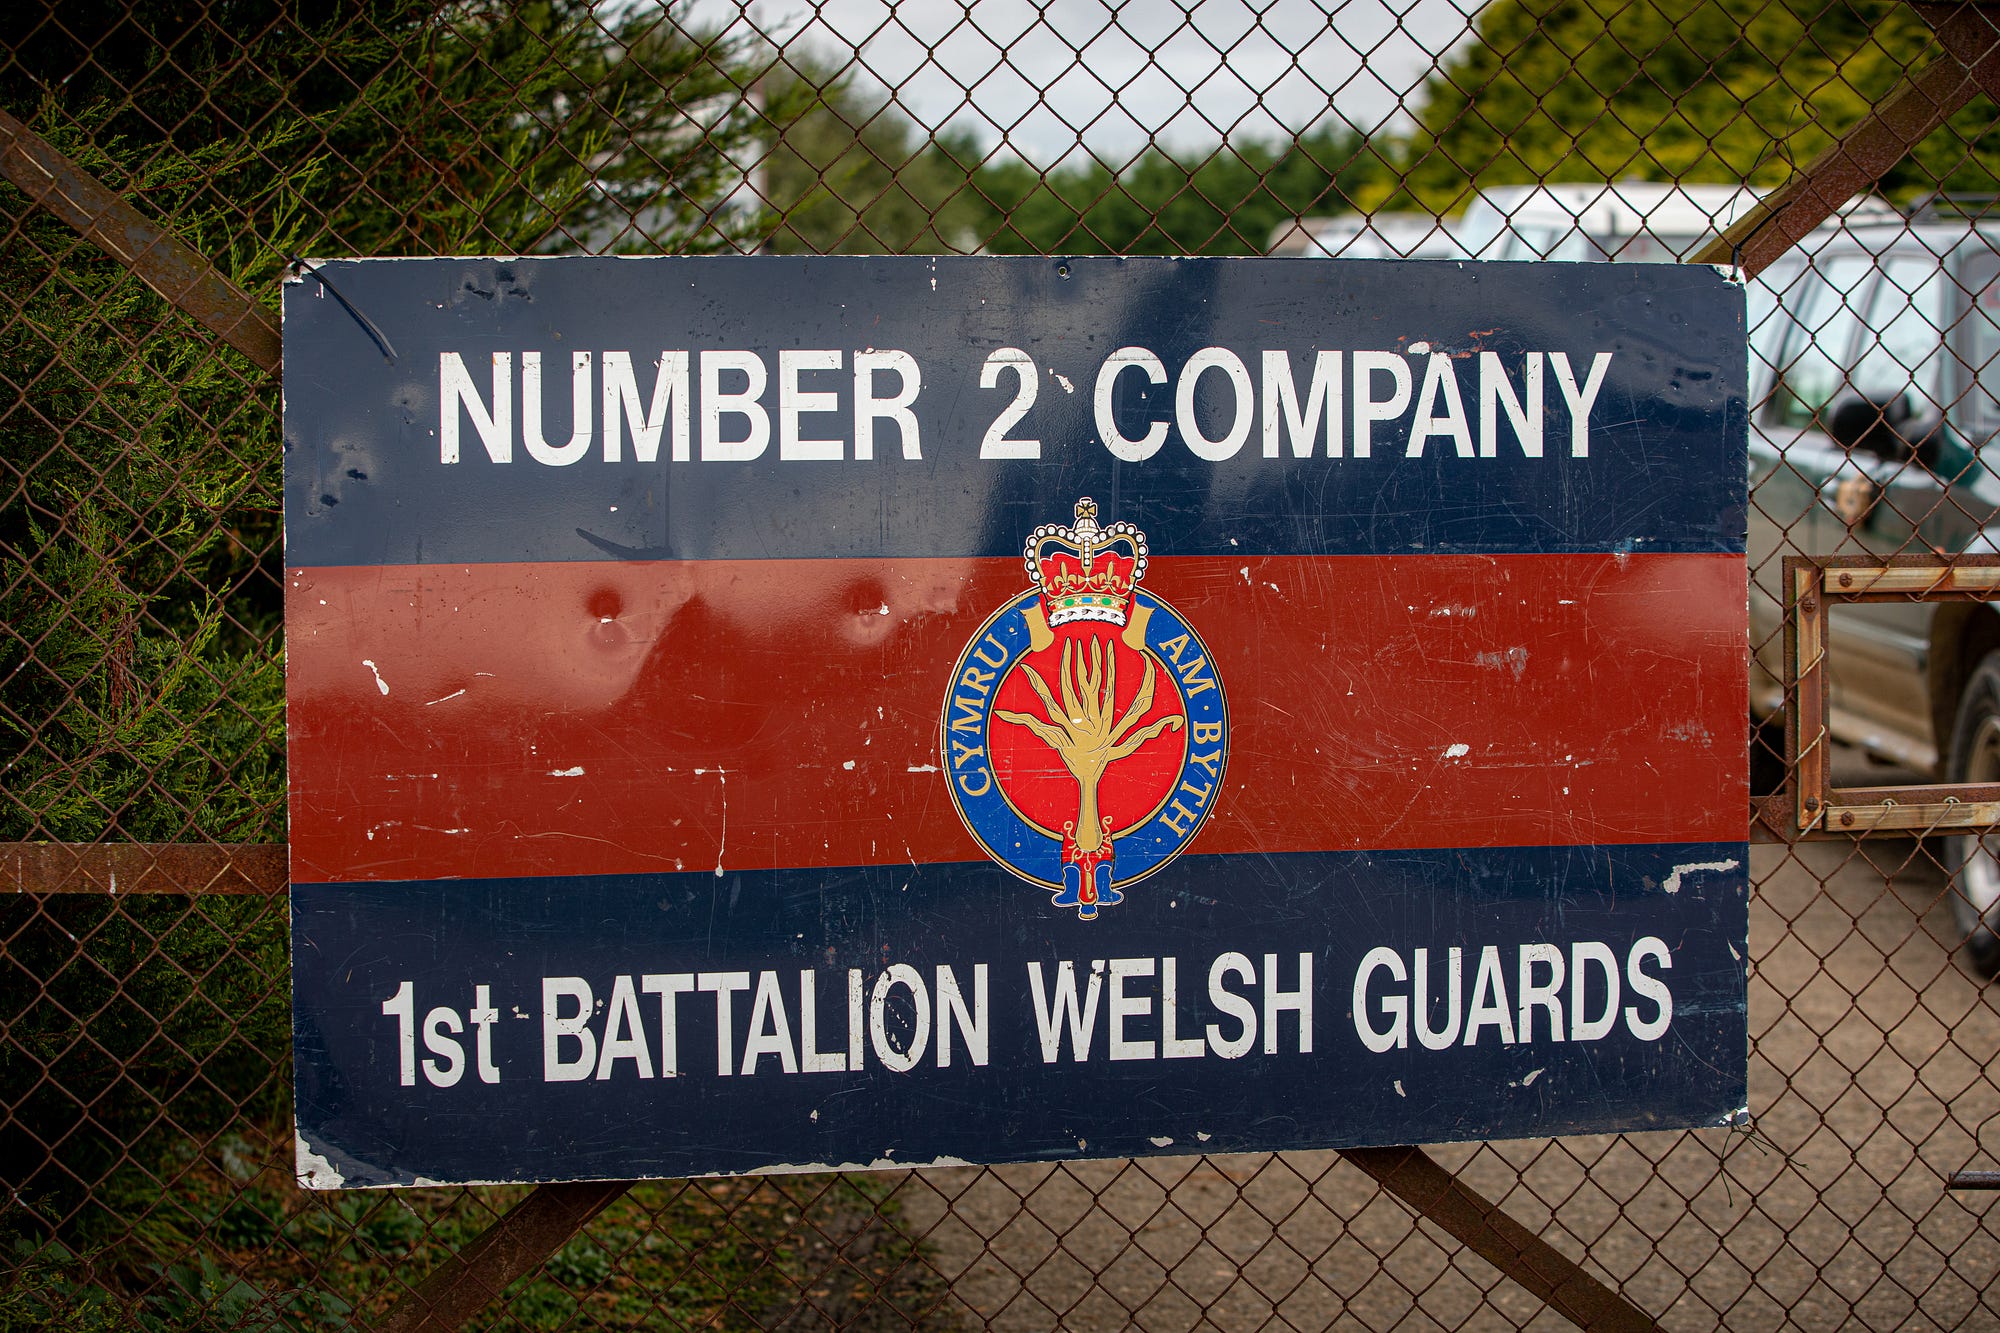 NUMBER 2 COMPANY
CYMRU · AM · BYTH ·
1st BATTALION WELSH GUARDS